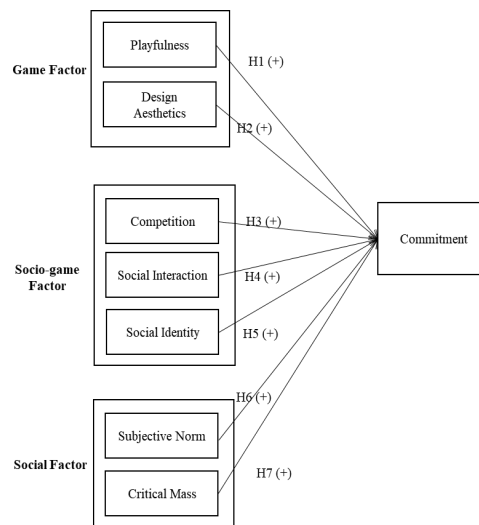 Game Factor
Playfulness
Design
Aesthetics
H1 (+)
H2 (+)
Socio-game
Factor
Competition
Social Interaction
Social Identity
H3 (+)
H4 (+)
H5 (+)
Commitment
Social Factor
Subjective Norm
Critical Mass
H6 (+)
H7 (+)